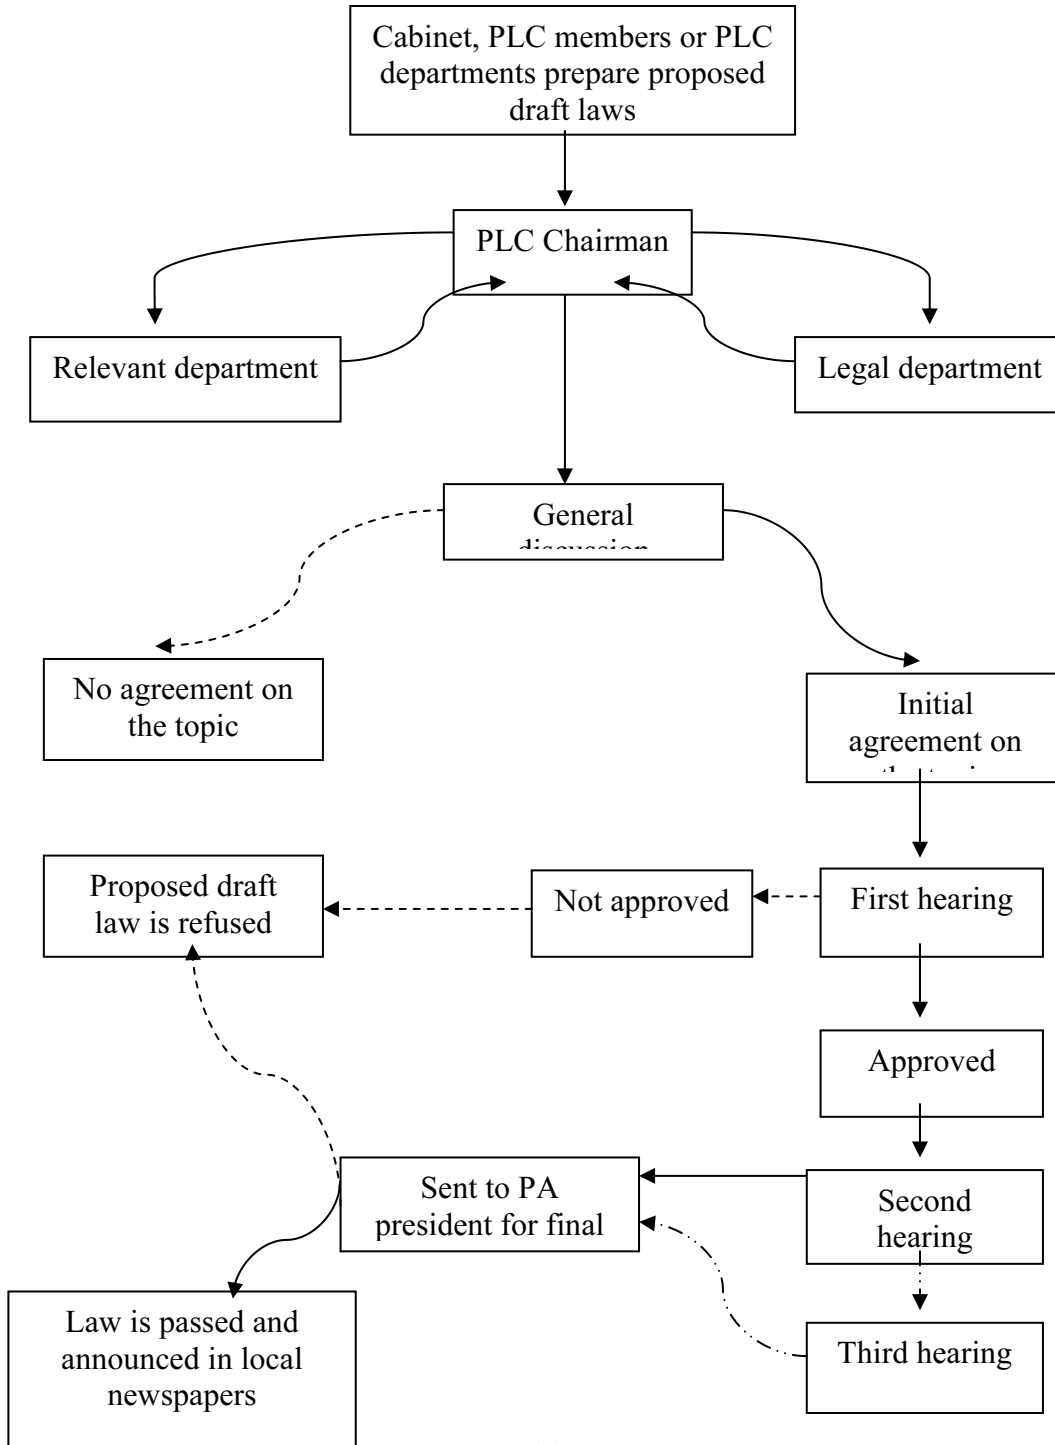 Cabinet, PLC members or PLC
departments prepare proposed
draft laws
PLC Chairman
Relevant department
Legal department
General
discussion
No agreement on
the topic
Initial
agreement on
Proposed draft
law is refused
Not approved
First hearing
Approved
Sent to PA
president for final
Second
hearing
Law is passed and
announced in local
newspapers
Third hearing